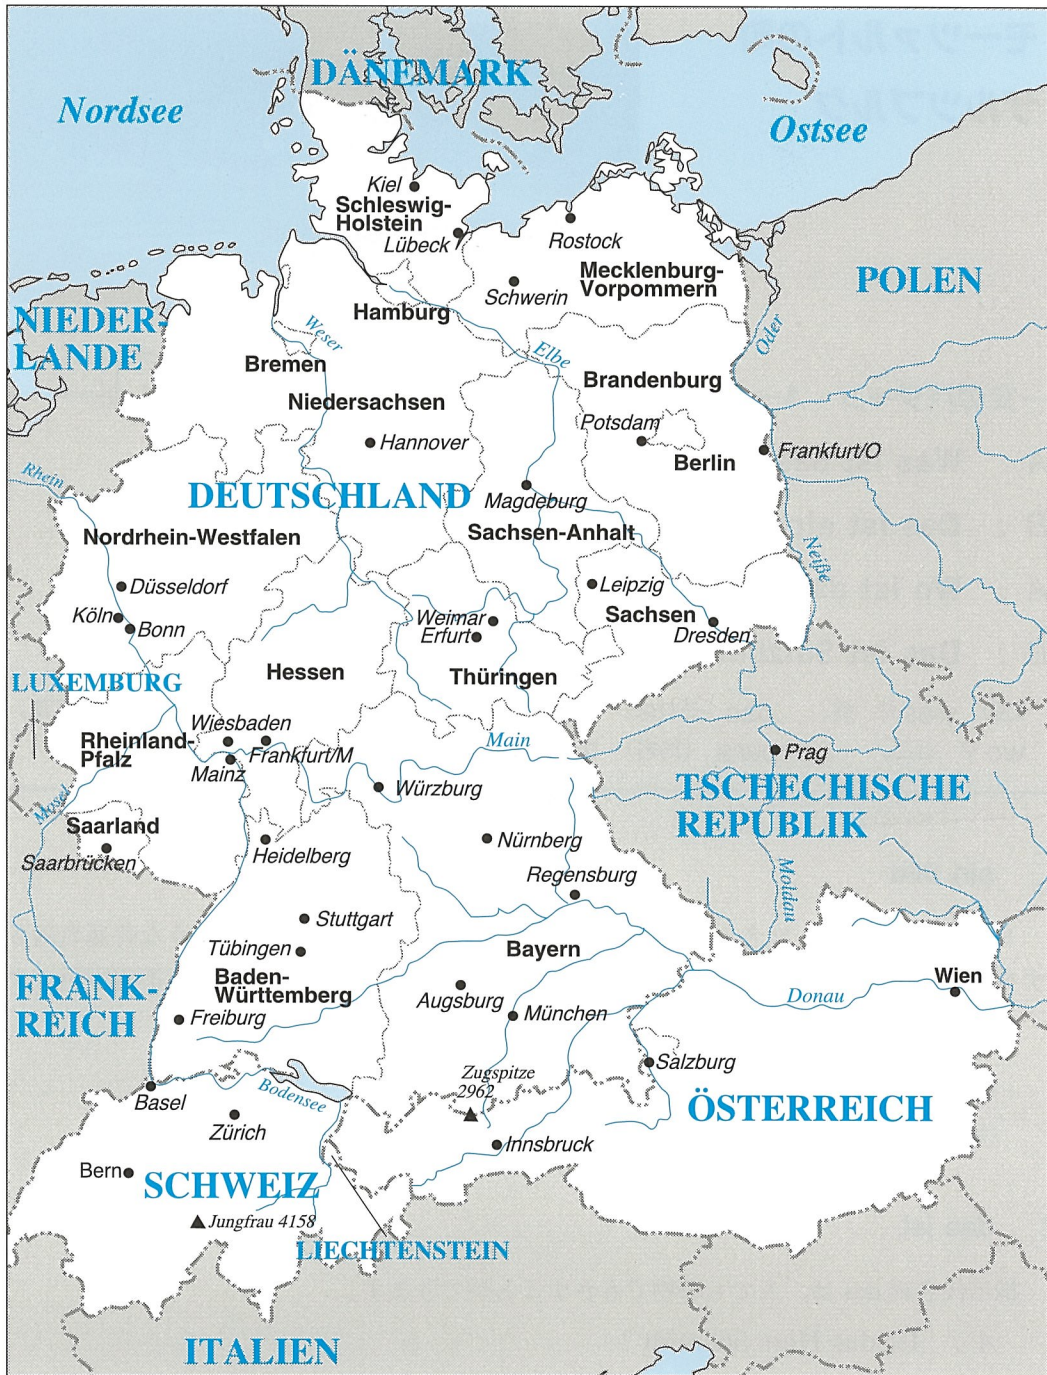 DÄNEMARK
Nordsee
Ostsee
Kiel
Schleswig-
Holstein
Lübeck
Rostock
Mecklenburg-
Vorpommern
Schwerin
POLEN
NIEDER-
LANDE
Hamburg
Weser
Elbe
Oder
Bremen
Brandenburg
Niedersachsen
Potsdam
Hannover
Berlin
Frankfurt/O
Rhein
DEUTSCHLAND
Magdeburg
Nordrhein-Westfalen
Sachsen-Anhalt
Neiße
Düsseldorf
Leipzig
Köln
Bonn
Weimar
Erfurt
Sachsen
Dresden
LUXEMBURG
Hessen
Thüringen
Wiesbaden
Rheinland-
Pfalz
Frankfurt/M
Main
Mainz
Prag
Würzburg
TSCHECHISCHE
REPUBLIK
Mosel
Saarland
Saarbrücken
Heidelberg
Nürnberg
Regensburg
Moldau
Stuttgart
Tübingen
Bayern
Baden-
Württemberg
FRANK-
REICH
Augsburg
München
Donau
Wien
Freiburg
Zugspitze
2962
Salzburg
Basel
Bodensee
ÖSTERREICH
Zürich
Innsbruck
Bern
SCHWEIZ
Jungfrau 4158
LIECHTENSTEIN
ITALIEN